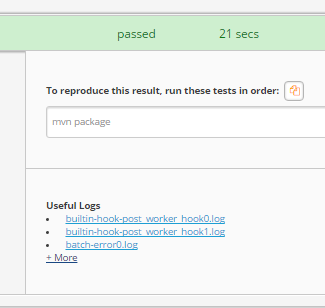 passed 21 secs
To reproduce this result, run these tests in order:
mvn package
Useful Logs
• builtin-hook-post_worker_hook0.log
• builtin-hook-post_worker_hook1.log
• batch-error0.log
+ More